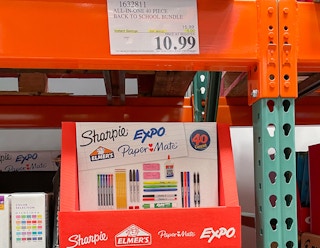 1632811
ALL-IN-ONE 40 PIECE
BACK TO SCHOOL BUNDLE
10.99
Sharpie EXPO
ELMER'S Paper Mate
40
EXPO
Sharpie ELMER'S Paper Mate EXPO